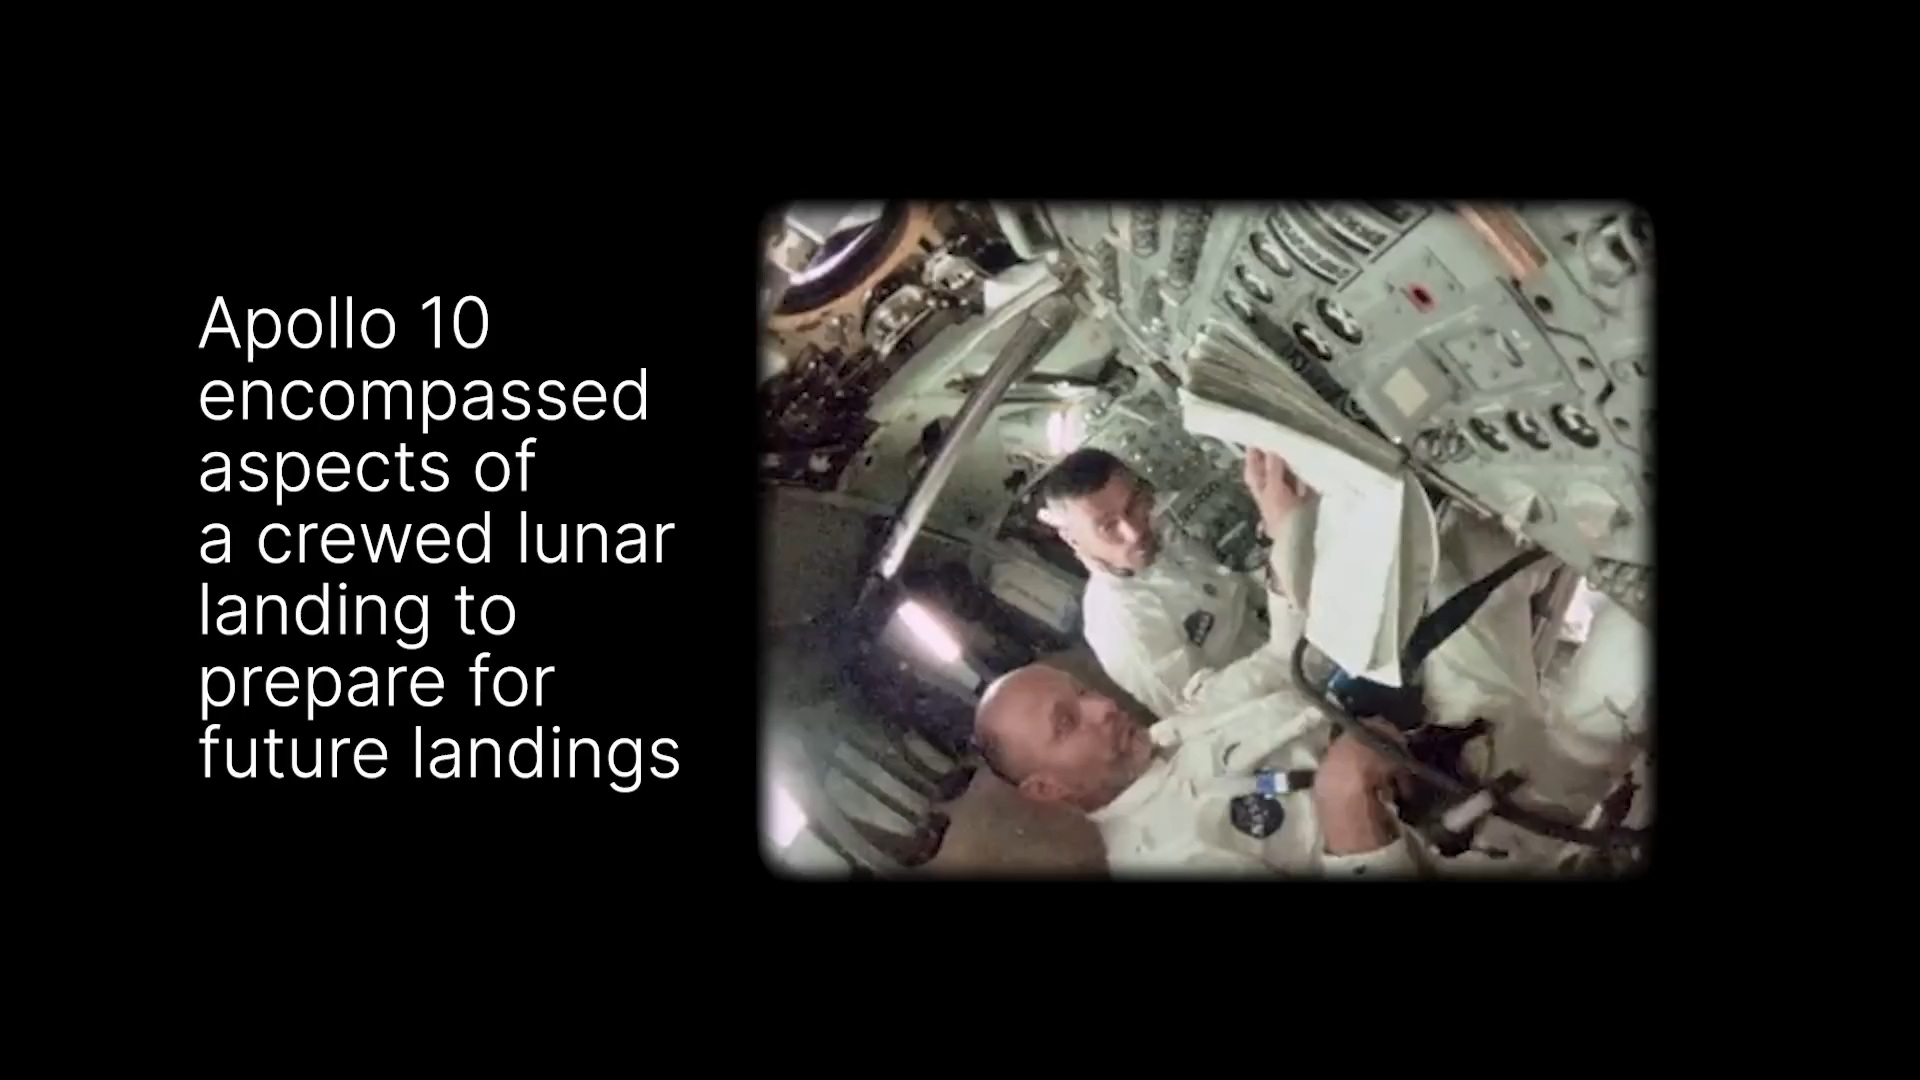 Apollo 10
encompassed
aspects of
a crewed lunar
landing to
prepare for
future landings